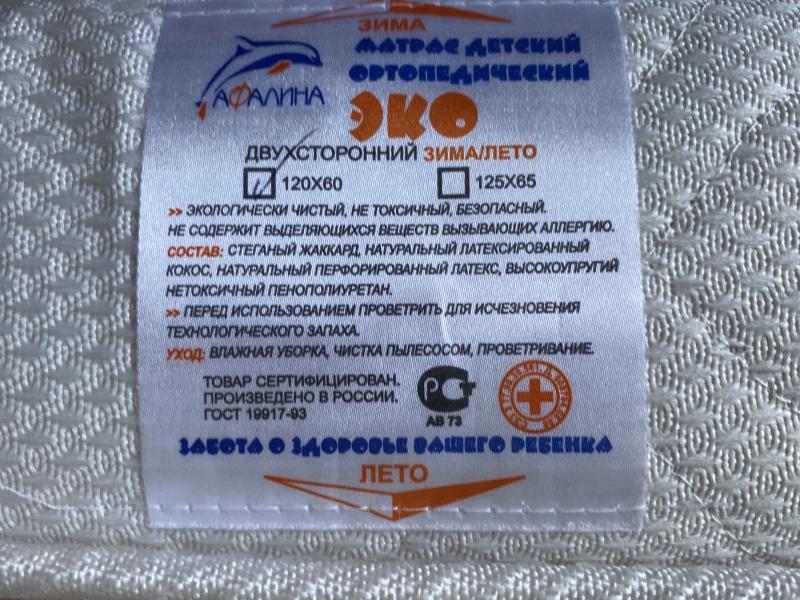 ЗИМА
МАТРАС ДЕТСКИЙ
ОРТОПЕДИЧЕСКИЙ
АФАЛИНА
ЭКО
ДВУХСТОРОННИЙ ЗИМА/ЛЕТО
120X60 125X65
>> ЭКОЛОГИЧЕСКИ ЧИСТЫЙ, НЕ ТОКСИЧНЫЙ, БЕЗОПАСНЫЙ.
НЕ СОДЕРЖИТ ВЫДЕЛЯЮЩИХСЯ ВЕЩЕСТВ ВЫЗЫВАЮЩИХ АЛЛЕРГИЮ.
СОСТАВ: СТЕГАНЫЙ ЖАККАРД, НАТУРАЛЬНЫЙ ЛАТЕКСИРОВАННЫЙ
КОКОС, НАТУРАЛЬНЫЙ ПЕРФОРИРОВАННЫЙ ЛАТЕКС, ВЫСОКОУПРУГИЙ
НЕТОКСИЧНЫЙ ПЕНОПОЛИУРЕТАН.
>> ПЕРЕД ИСПОЛЬЗОВАНИЕМ ПРОВЕТРИТЬ ДЛЯ ИСЧЕЗНОВЕНИЯ
ТЕХНОЛОГИЧЕСКОГО ЗАПАХА.
УХОД: ВЛАЖНАЯ УБОРКА, ЧИСТКА ПЫЛЕСОСОМ, ПРОВЕТРИВАНИЕ.
ТОВАР СЕРТИФИЦИРОВАН.
ПРОИЗВЕДЕНО В РОССИИ.
ГОСТ 19917-93
РСТ
АВ 73
ЗАБОТА О ЗДОРОВЬЕ ВАШЕГО РЕБЕНКА
ЛЕТО